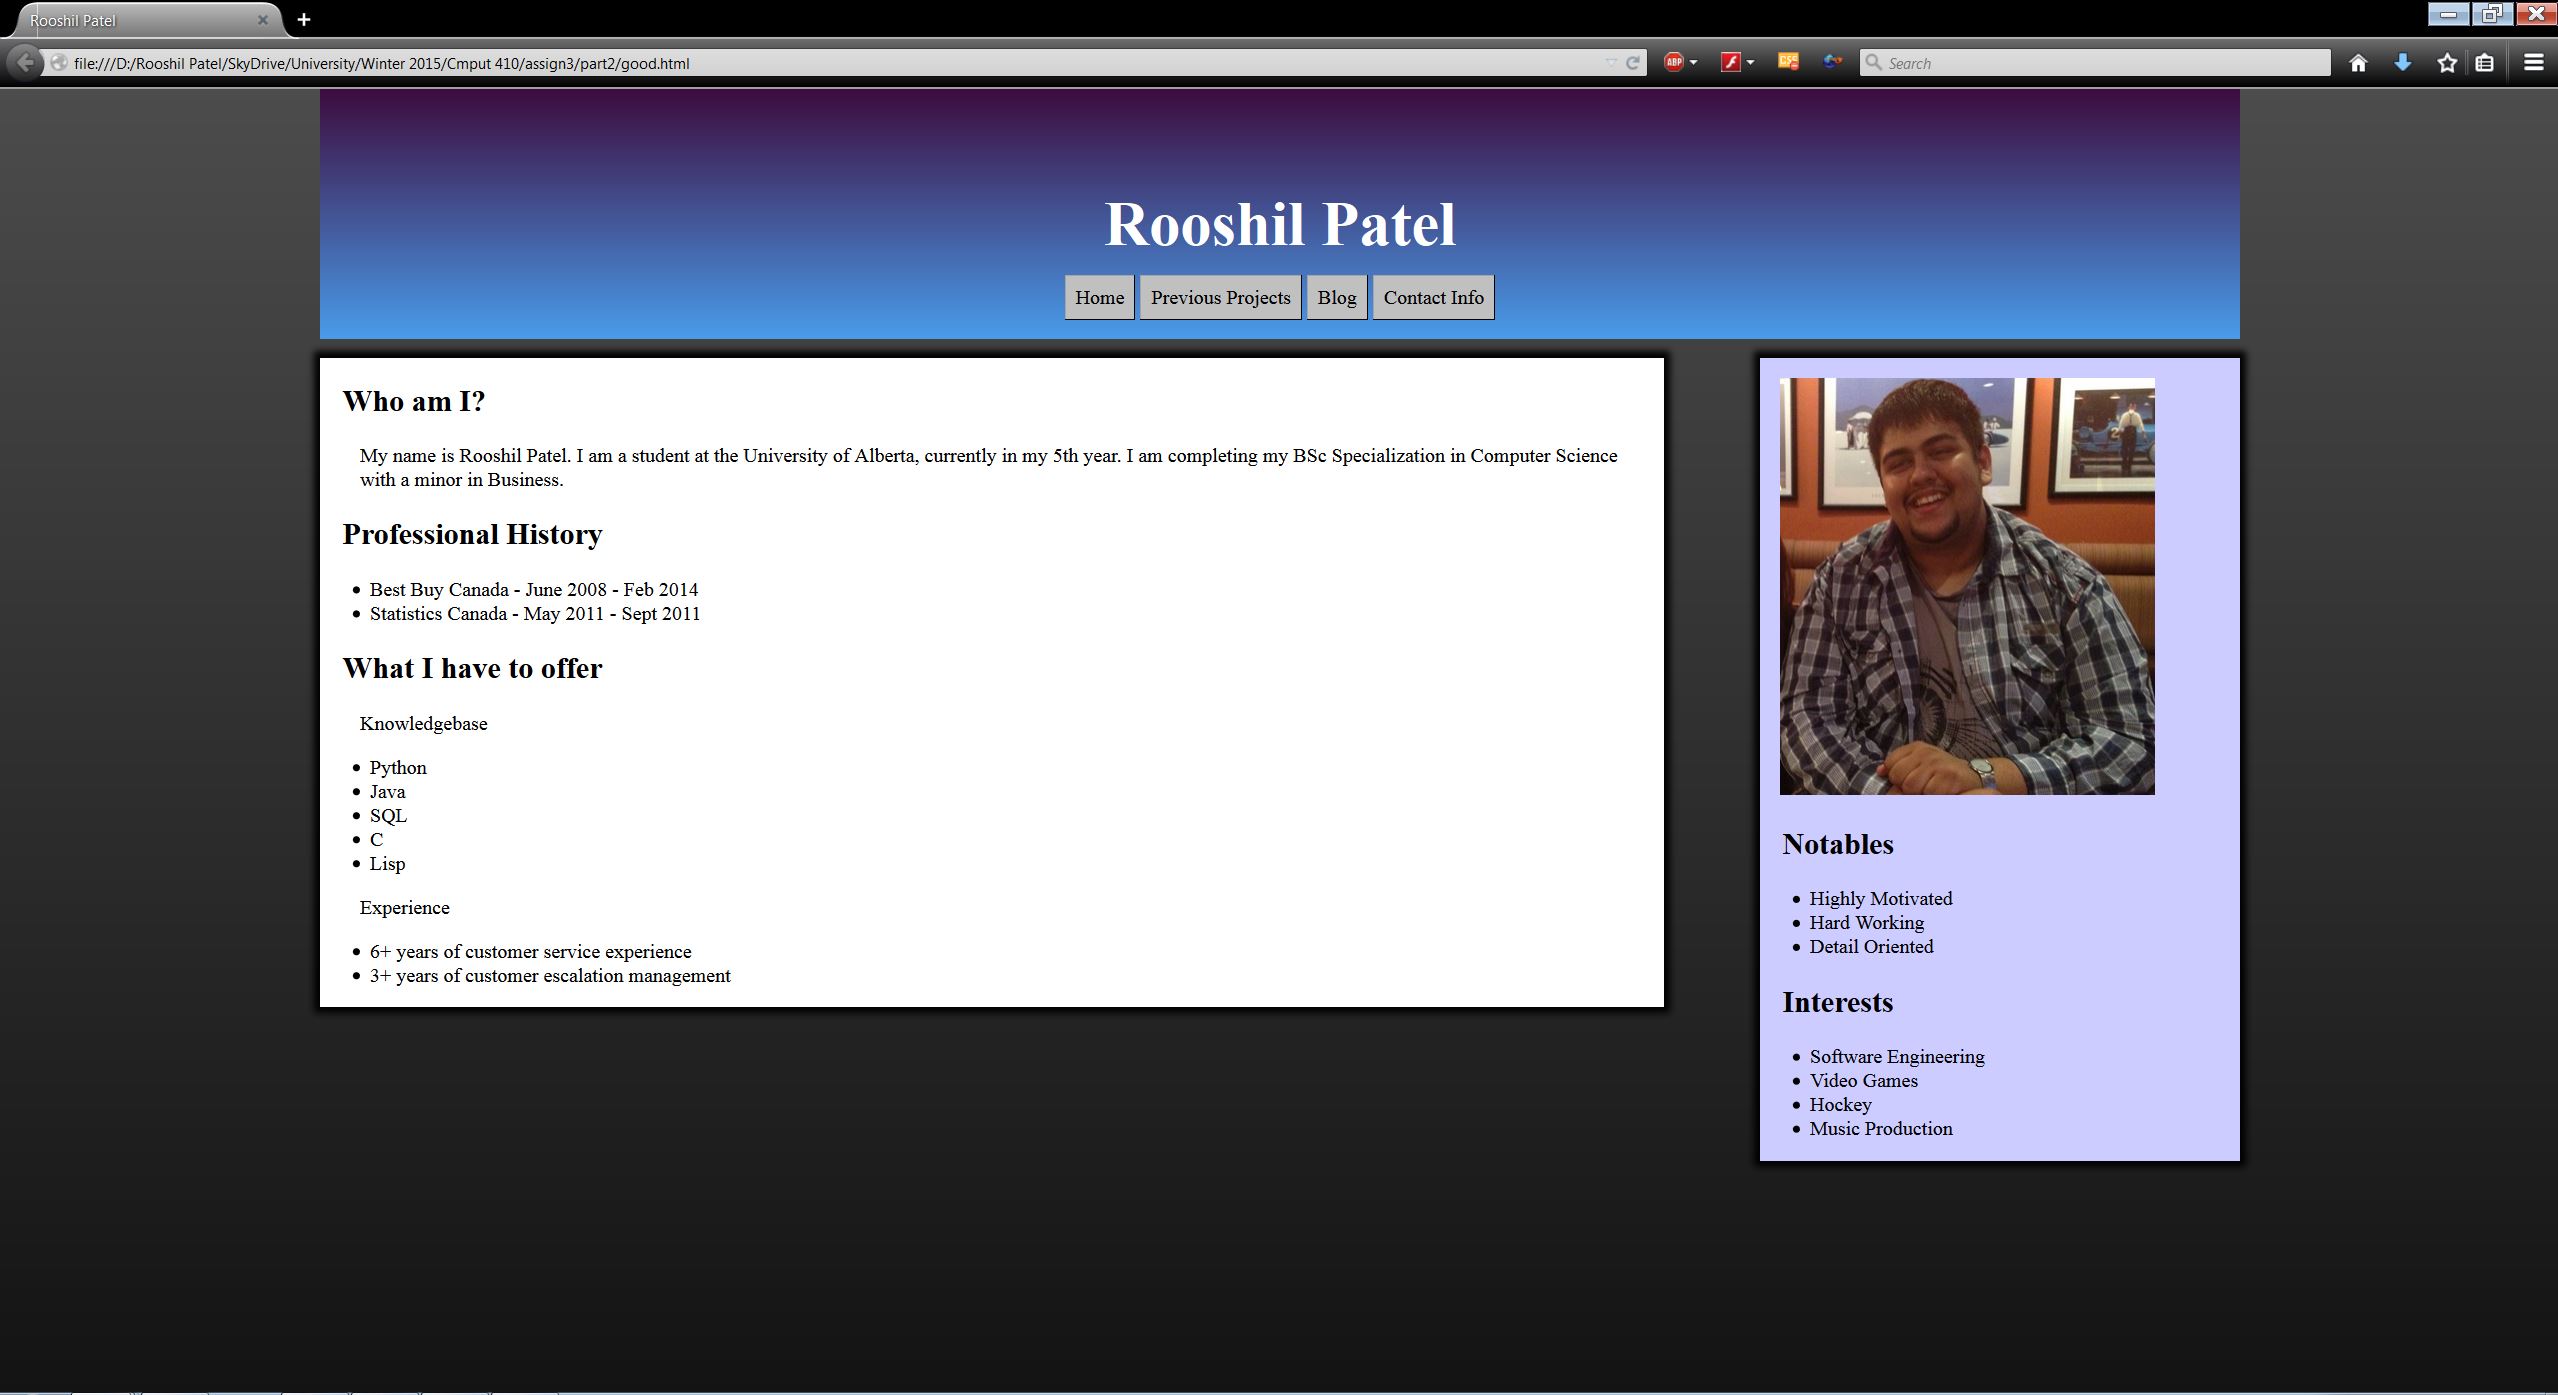 Rooshil Patel
file:///D:/Rooshil Patel/SkyDrive/University/Winter 2015/Cmput 410/assign3/part2/good.html
ABP
Search
Rooshil Patel
Home Previous Projects Blog Contact Info
Who am I?
My name is Rooshil Patel. I am a student at the University of Alberta, currently in my 5th year. I am completing my BSc Specialization in Computer Science
with a minor in Business.
Professional History
Best Buy Canada - June 2008 - Feb 2014
Statistics Canada - May 2011 - Sept 2011
What I have to offer
Knowledgebase
Python
Java
SQL
C
Lisp
Experience
6+ years of customer service experience
3+ years of customer escalation management
Notables
Highly Motivated
Hard Working
Detail Oriented
Interests
Software Engineering
Video Games
Hockey
Music Production